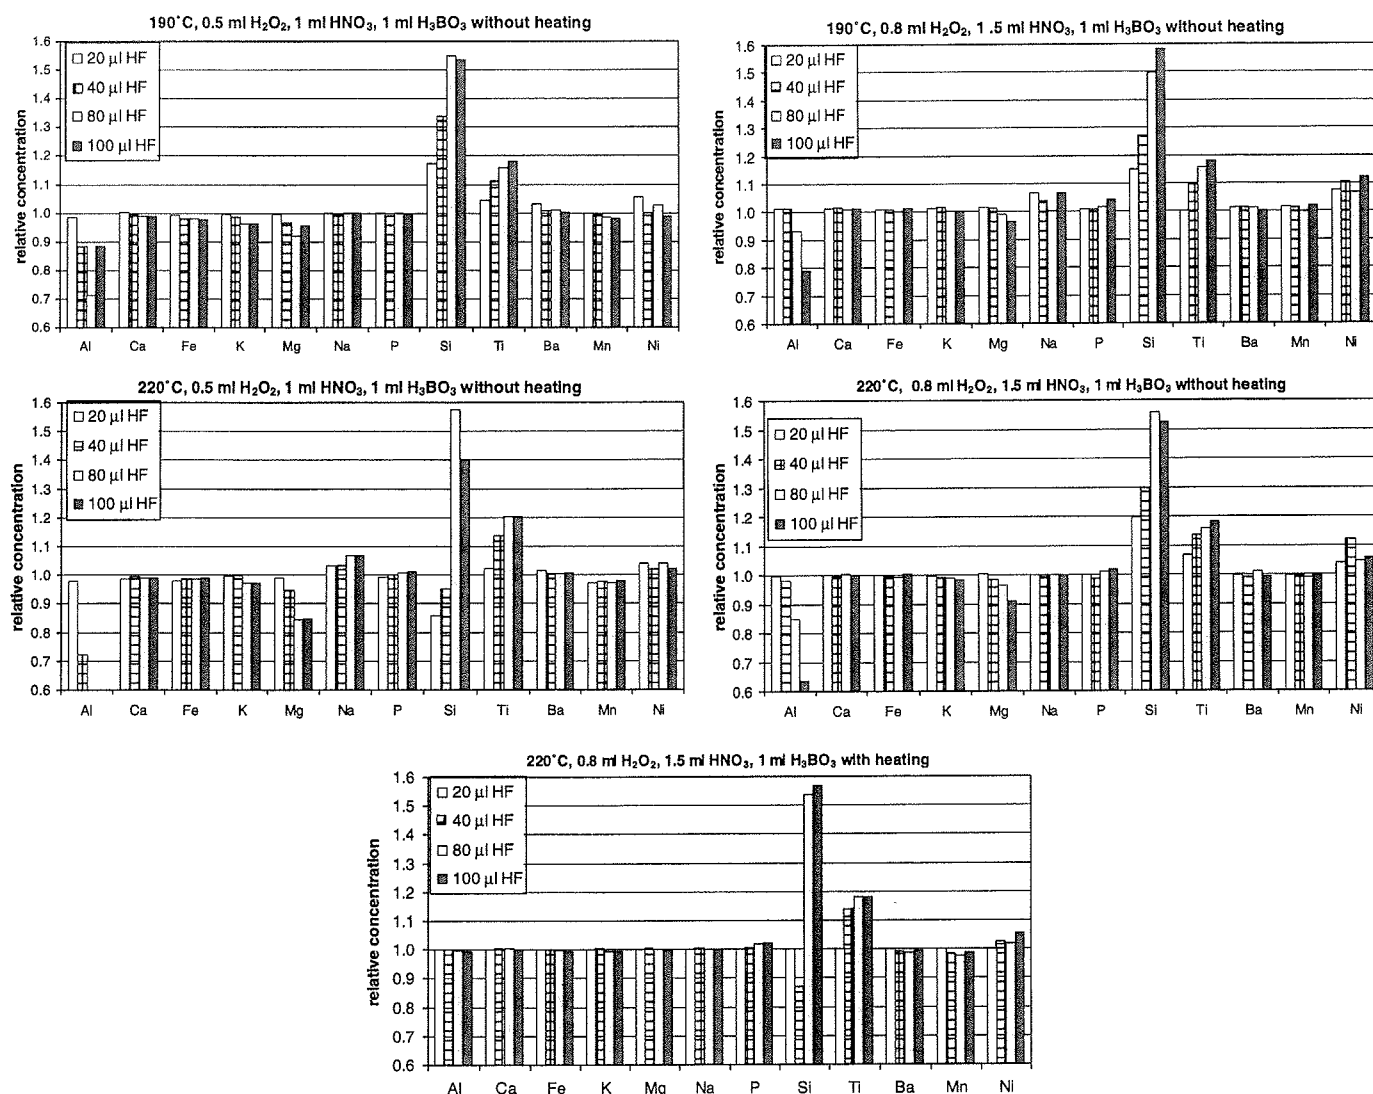 190˚C, 0.5 ml H₂O₂, 1 ml HNO₃, 1 ml H₃BO₃ without heating
relative concentration
1.6
1.5
1.4
1.3
1.2
1.1
1.0
0.9
0.8
0.7
0.6
20 µl HF
40 µl HF
80 µl HF
100 µl HF
Al Ca Fe K Mg Na P Si Ti Ba Mn Ni
190˚C, 0.8 ml H₂O₂, 1 .5 ml HNO₃, 1 ml H₃BO₃ without heating
relative concentration
1.6
1.5
1.4
1.3
1.2
1.1
1.0
0.9
0.8
0.7
0.6
20 µl HF
40 µl HF
80 µl HF
100 µl HF
Al Ca Fe K Mg Na P Si Ti Ba Mn Ni
220˚C, 0.5 ml H₂O₂, 1 ml HNO₃, 1 ml H₃BO₃ without heating
relative concentration
1.6
1.5
1.4
1.3
1.2
1.1
1.0
0.9
0.8
0.7
0.6
20 µl HF
40 µl HF
80 µl HF
100 µl HF
Al Ca Fe K Mg Na P Si Ti Ba Mn Ni
220˚C, 0.8 ml H₂O₂, 1.5 ml HNO₃, 1 ml H₃BO₃ without heating
relative concentration
1.6
1.5
1.4
1.3
1.2
1.1
1.0
0.9
0.8
0.7
0.6
20 µl HF
40 µl HF
80 µl HF
100 µl HF
Al Ca Fe K Mg Na P Si Ti Ba Mn Ni
220˚C, 0.8 ml H₂O₂, 1.5 ml HNO₃, 1 ml H₃BO₃ with heating
relative concentration
1.6
1.5
1.4
1.3
1.2
1.1
1.0
0.9
0.8
0.7
0.6
20 µl HF
40 µl HF
80 µl HF
100 µl HF
Al Ca Fe K Mg Na P Si Ti Ba Mn Ni